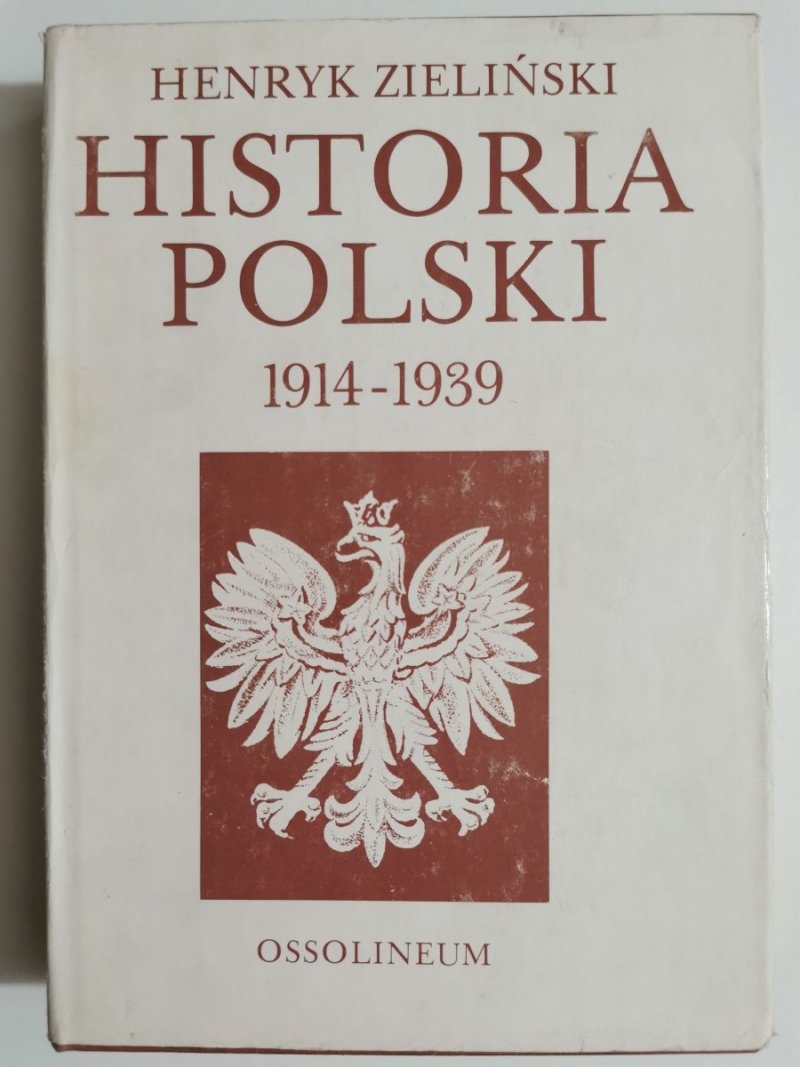 HENRYK ZIELIŃSKI
HISTORIA
POLSKI
1914-1939
OSSOLINEUM